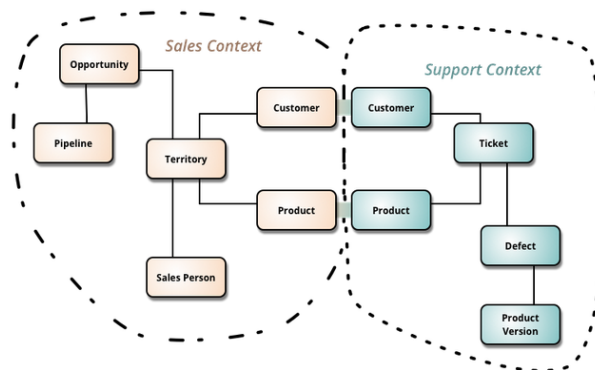 Sales Context
Support Context
Opportunity
Customer
Customer
Pipeline
Territory
Ticket
Product
Product
Defect
Sales Person
Product
Version